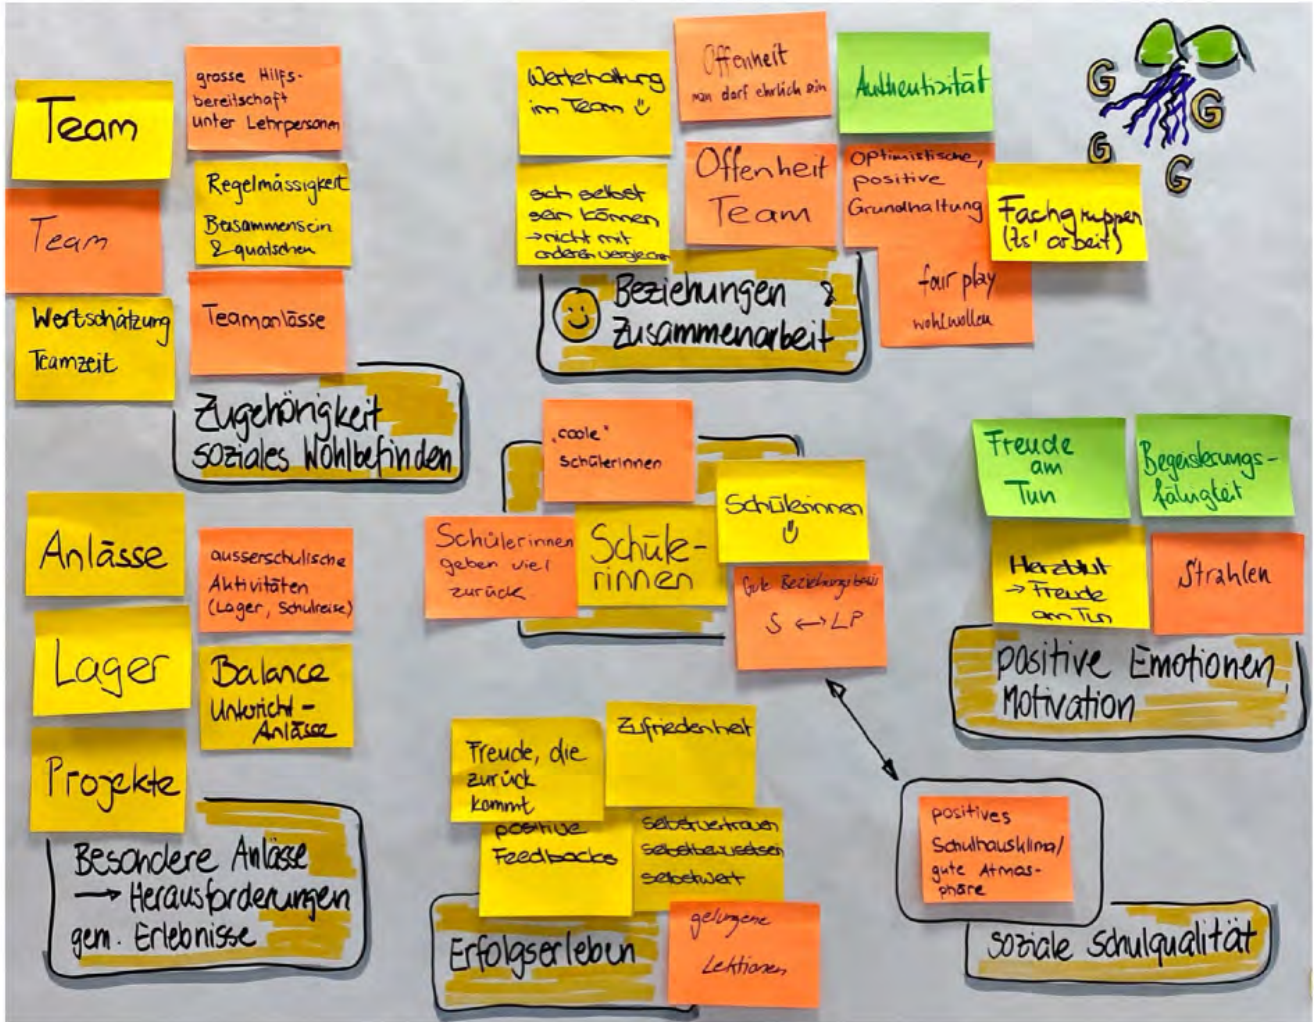 Team
grosse Hilfs-
bereitschaft
unter Lehrpersonen
Team
Regelmässigkeit
Beisammensein
& quatschen
Wertschätzung
Teamzeit
Teamanlässe
Zugehörigkeit
soziales Wohlbefinden
Wertehaltung
im Team
Offenheit
man darf ehrlich sein
Authentizität
G
G
G
G
sich selbst
sein können
→ nicht mit
anderen vergleichen
Offenheit
Team
Optimistische,
positive
Grundhaltung
Fachgruppen
(Zs' arbeit)
fair play
wohlwollen
Beziehungen &
Zusammenarbeit
„coole"
Schülerinnen
Schülerinnen
geben viel
zurück
Schüle-
rinnen
Schülerinnen
Gute Beziehungsbasis
S ↔ LP
Freude
am
Tun
Begeisterungs-
fähigkeit
Herzblut
→ Freude
am Tun
Strahlen
positive Emotionen,
Motivation
Anlässe
ausserschulische
Aktivitäten
(Lager, Schulreise)
Lager
Balance
Unterricht -
Anlässe
Projekte
Besondere Anlässe
→ Herausforderungen
gem. Erlebnisse
Freude, die
zurück
kommt
Zufriedenheit
positive
Feedbacks
selbstvertrauen
selbstbewusstsein
selbstwert
Erfolgserleben
gelungene
Lektionen
positives
Schulhausklima/
gute Atmos-
phäre
soziale Schulqualität